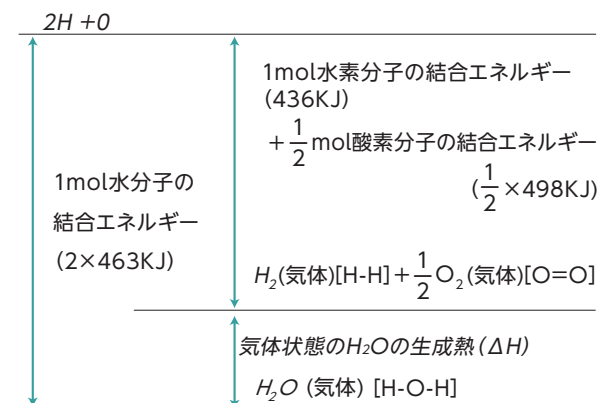 2H +0
1mol水素分子の結合エネルギー
(436KJ)
+1/2mol酸素分子の結合エネルギー
(1/2×498KJ)
1mol水分子の
結合エネルギー
(2×463KJ)
H₂(気体)[H-H]+1/2O₂(気体)[O=O]
気体状態のH₂Oの生成熱(ΔH)
H₂O (気体) [H-O-H]